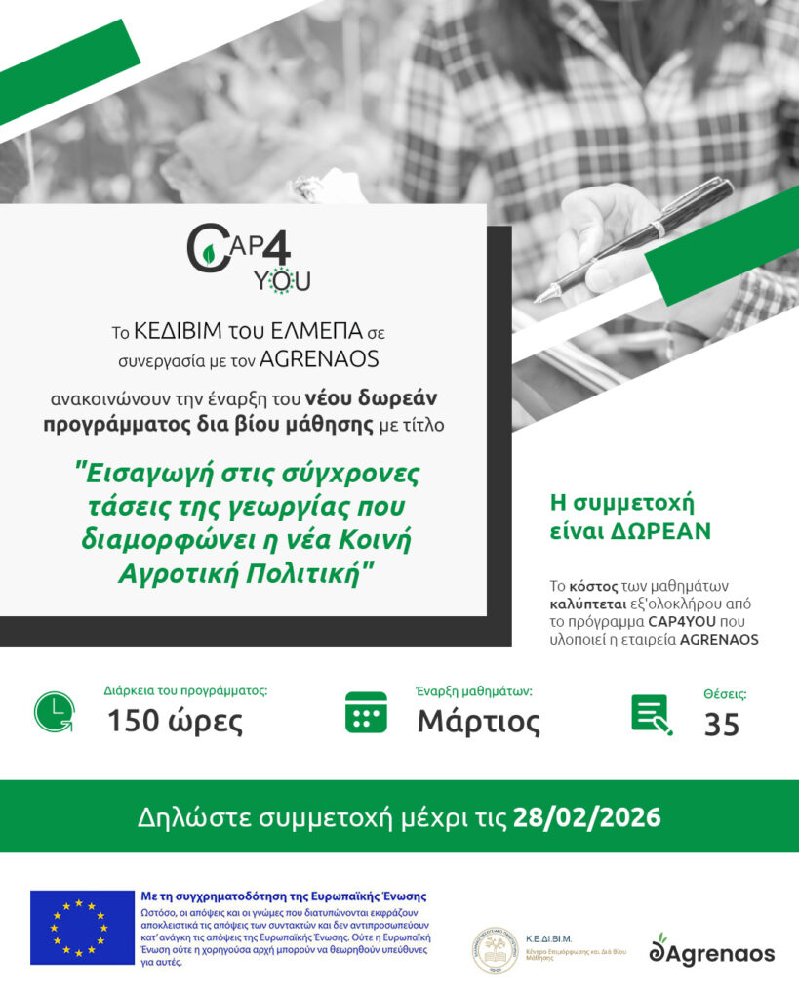 CAP4
YOU
Το ΚΕΔΙΒΙΜ του ΕΛΜΕΠΑ σε
συνεργασία με τον AGRENAOS
ανακοινώνουν την έναρξη του νέου δωρεάν
προγράμματος δια βίου μάθησης με τίτλο
"Εισαγωγή στις σύγχρονες
τάσεις της γεωργίας που
διαμορφώνει η νέα Κοινή
Αγροτική Πολιτική"
Η συμμετοχή
είναι ΔΩΡΕΑΝ
Το κόστος των μαθημάτων
καλύπτεται εξ'ολοκλήρου από
το πρόγραμμα CAP4YOU που
υλοποιεί η εταιρεία AGRENAOS
Διάρκεια του προγράμματος:
150 ώρες
Έναρξη μαθημάτων:
Μάρτιος
Θέσεις:
35
Δηλώστε συμμετοχή μέχρι τις 28/02/2026
Με τη συγχρηματοδότηση της Ευρωπαϊκής Ένωσης
Ωστόσο, οι απόψεις και οι γνώμες που διατυπώνονται εκφράζουν
αποκλειστικά τις απόψεις των συντακτών και δεν αντιπροσωπεύουν
κατ' ανάγκη τις απόψεις της Ευρωπαϊκής Ένωσης. Ούτε η Ευρωπαϊκή
Ένωση ούτε η χορηγούσα αρχή μπορούν να θεωρηθούν υπεύθυνες
για αυτές.
Κ.Ε.ΔΙ.ΒΙ.Μ.
Κέντρο Επιμόρφωσης και Διά Βίου
Μάθησης
Agrenaos